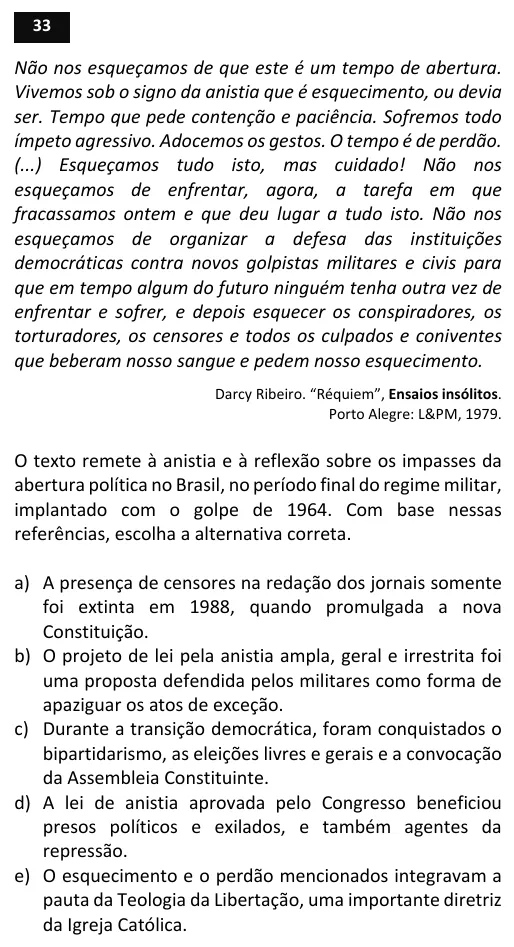 33
Não nos esqueçamos de que este é um tempo de abertura.
Vivemos sob o signo da anistia que é esquecimento, ou devia
ser. Tempo que pede contenção e paciência. Sofremos todo
ímpeto agressivo. Adocemos os gestos. O tempo é de perdão.
(...) Esqueçamos tudo isto, mas cuidado! Não nos
esqueçamos de enfrentar, agora, a tarefa em que
fracassamos ontem e que deu lugar a tudo isto. Não nos
esqueçamos de organizar a defesa das instituições
democráticas contra novos golpistas militares e civis para
que em tempo algum do futuro ninguém tenha outra vez de
enfrentar e sofrer, e depois esquecer os conspiradores, os
torturadores, os censores e todos os culpados e coniventes
que beberam nosso sangue e pedem nosso esquecimento.
Darcy Ribeiro. “Réquiem”, Ensaios insólitos.
Porto Alegre: L&PM, 1979.
O texto remete à anistia e à reflexão sobre os impasses da
abertura política no Brasil, no período final do regime militar,
implantado com o golpe de 1964. Com base nessas
referências, escolha a alternativa correta.
a) A presença de censores na redação dos jornais somente
foi extinta em 1988, quando promulgada a nova
Constituição.
b) O projeto de lei pela anistia ampla, geral e irrestrita foi
uma proposta defendida pelos militares como forma de
apaziguar os atos de exceção.
c) Durante a transição democrática, foram conquistados o
bipartidarismo, as eleições livres e gerais e a convocação
da Assembleia Constituinte.
d) A lei de anistia aprovada pelo Congresso beneficiou
presos políticos e exilados, e também agentes da
repressão.
e) O esquecimento e o perdão mencionados integravam a
pauta da Teologia da Libertação, uma importante diretriz
da Igreja Católica.